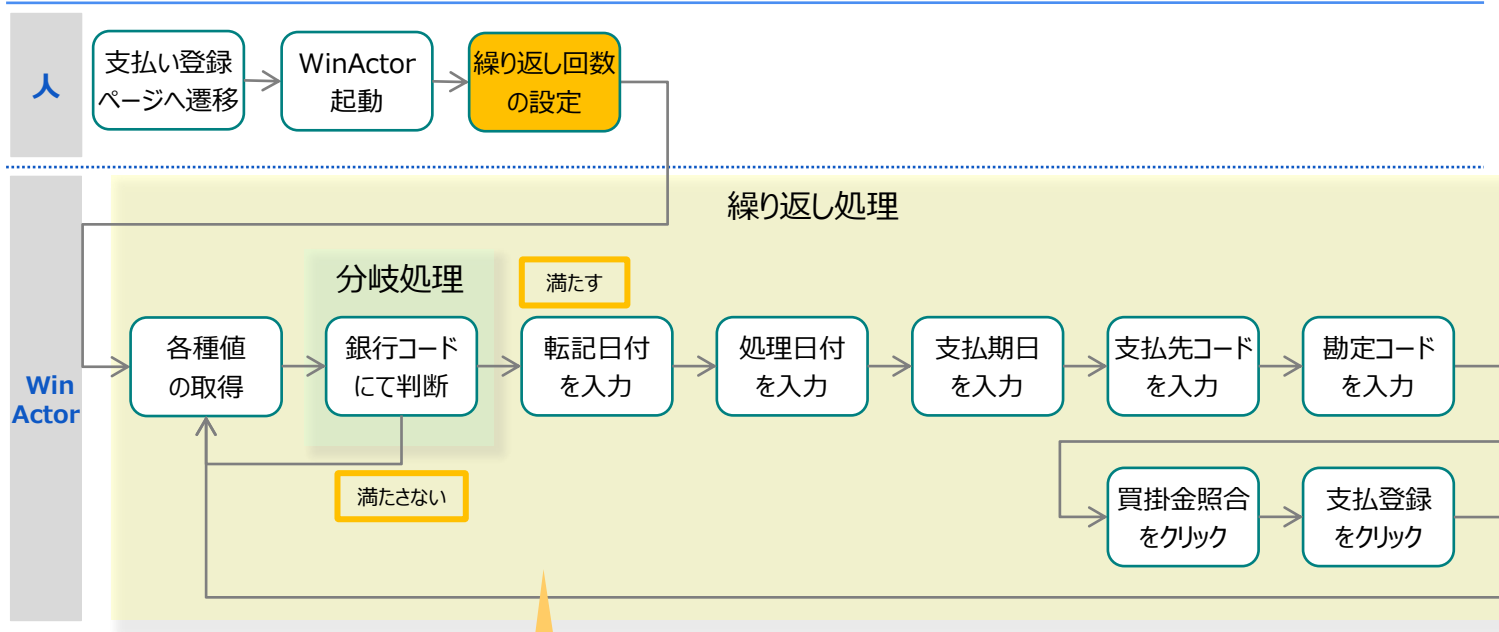 人
支払い登録
ページへ遷移
WinActor
起動
繰り返し回数
の設定
Win
Actor
繰り返し処理
分岐処理
満たす
各種値
の取得
銀行コード
にて判断
転記日付
を入力
処理日付
を入力
支払期日
を入力
支払先コード
を入力
勘定コード
を入力
満たさない
買掛金照合
をクリック
支払登録
をクリック